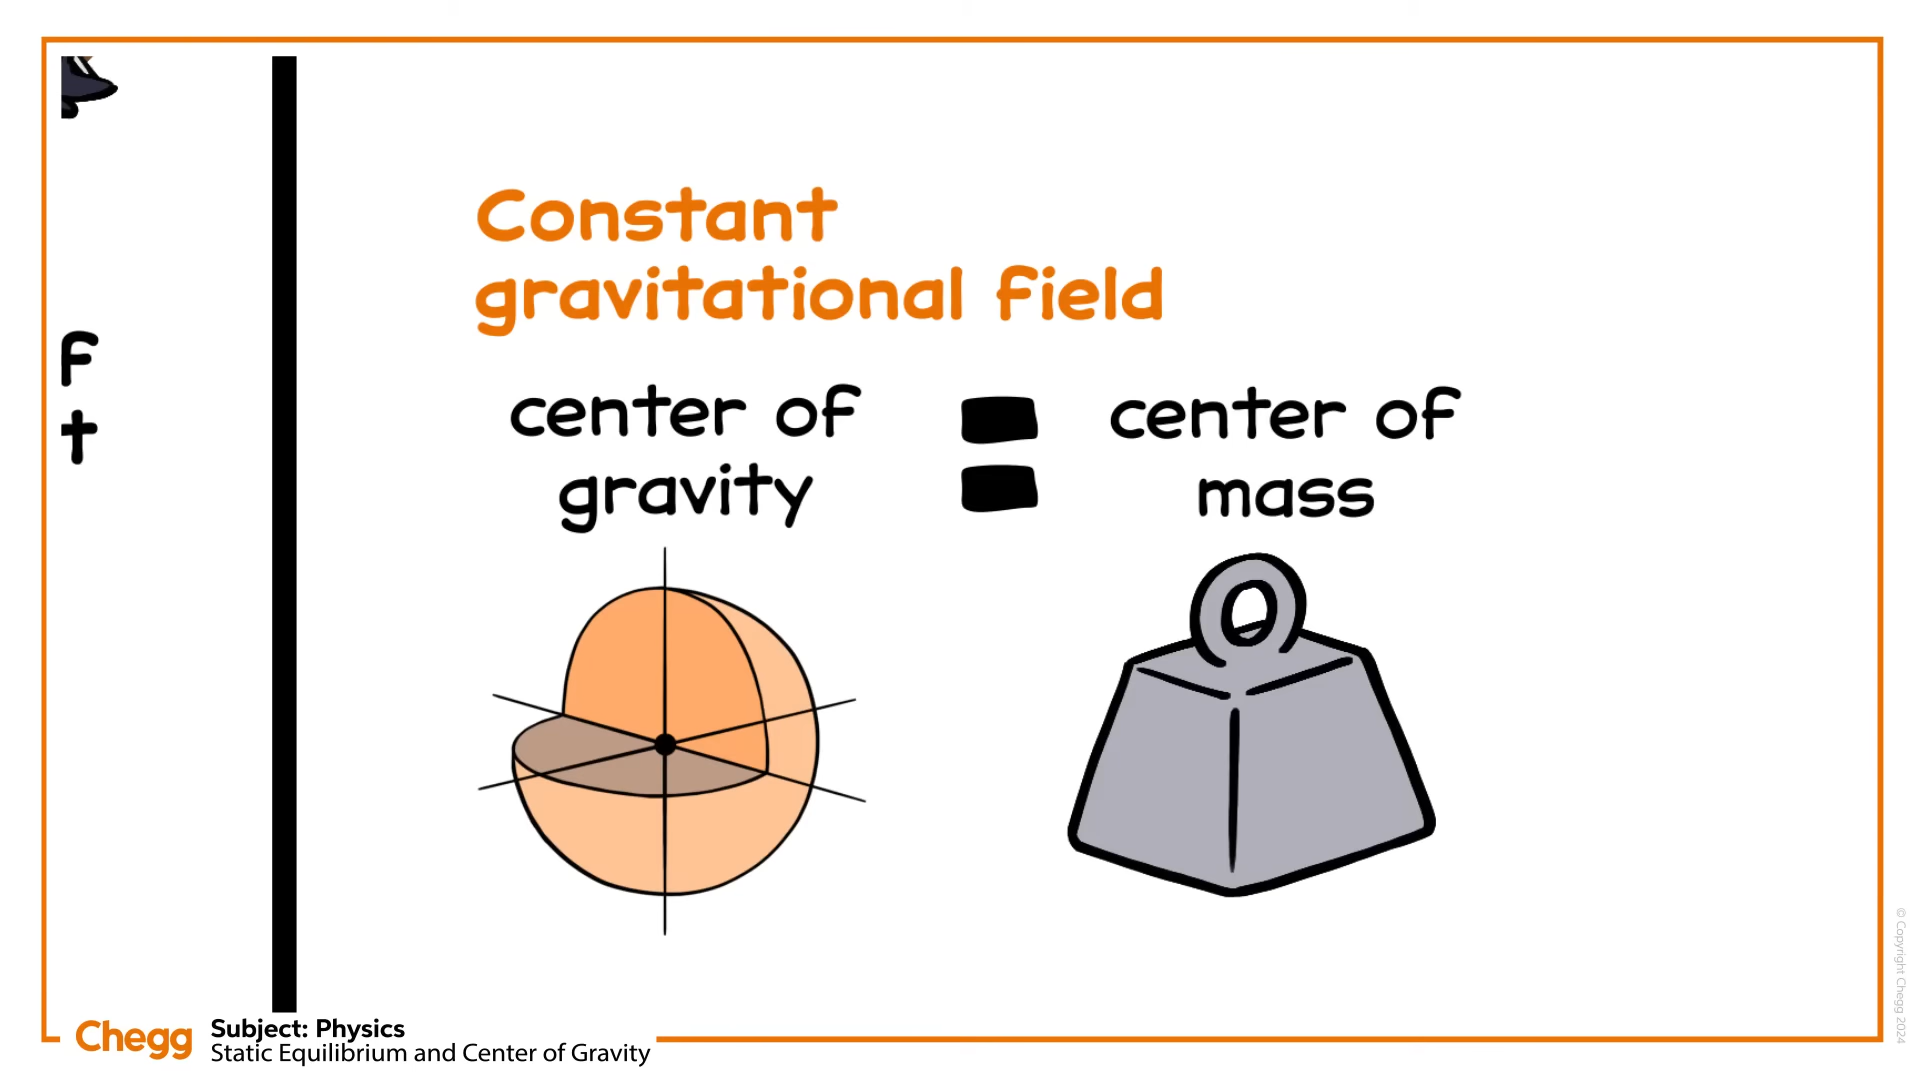 f
t
Constant
gravitational field
center of
gravity
=
center of
mass
Chegg
Subject: Physics
Static Equilibrium and Center of Gravity
© Copyright Chegg 2024